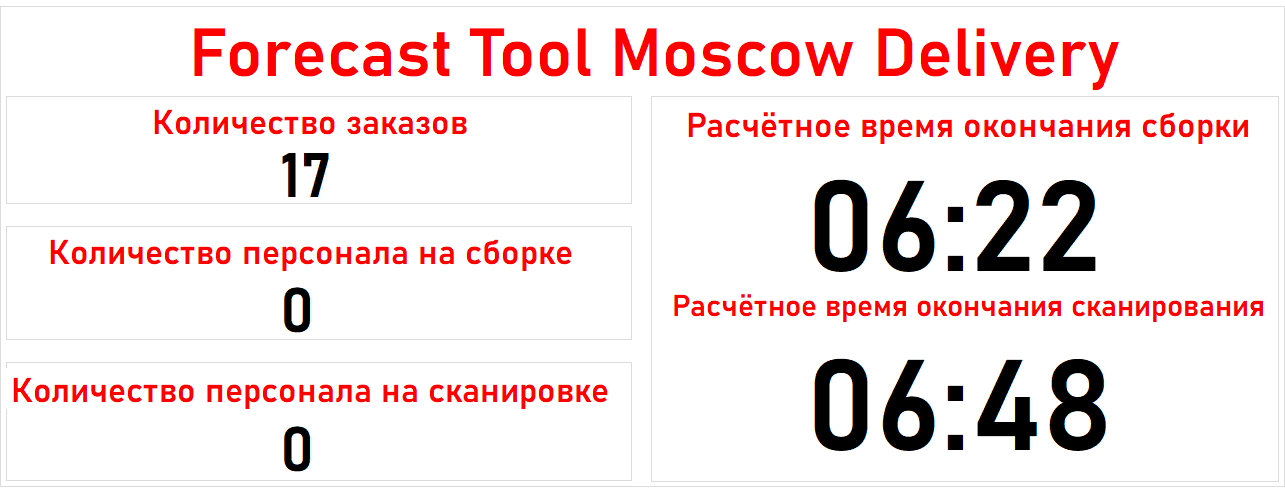 Forecast Tool Moscow Delivery
Количество заказов
17
Количество персонала на сборке
0
Количество персонала на сканировке
0
Расчётное время окончания сборки
06:22
Расчётное время окончания сканирования
06:48